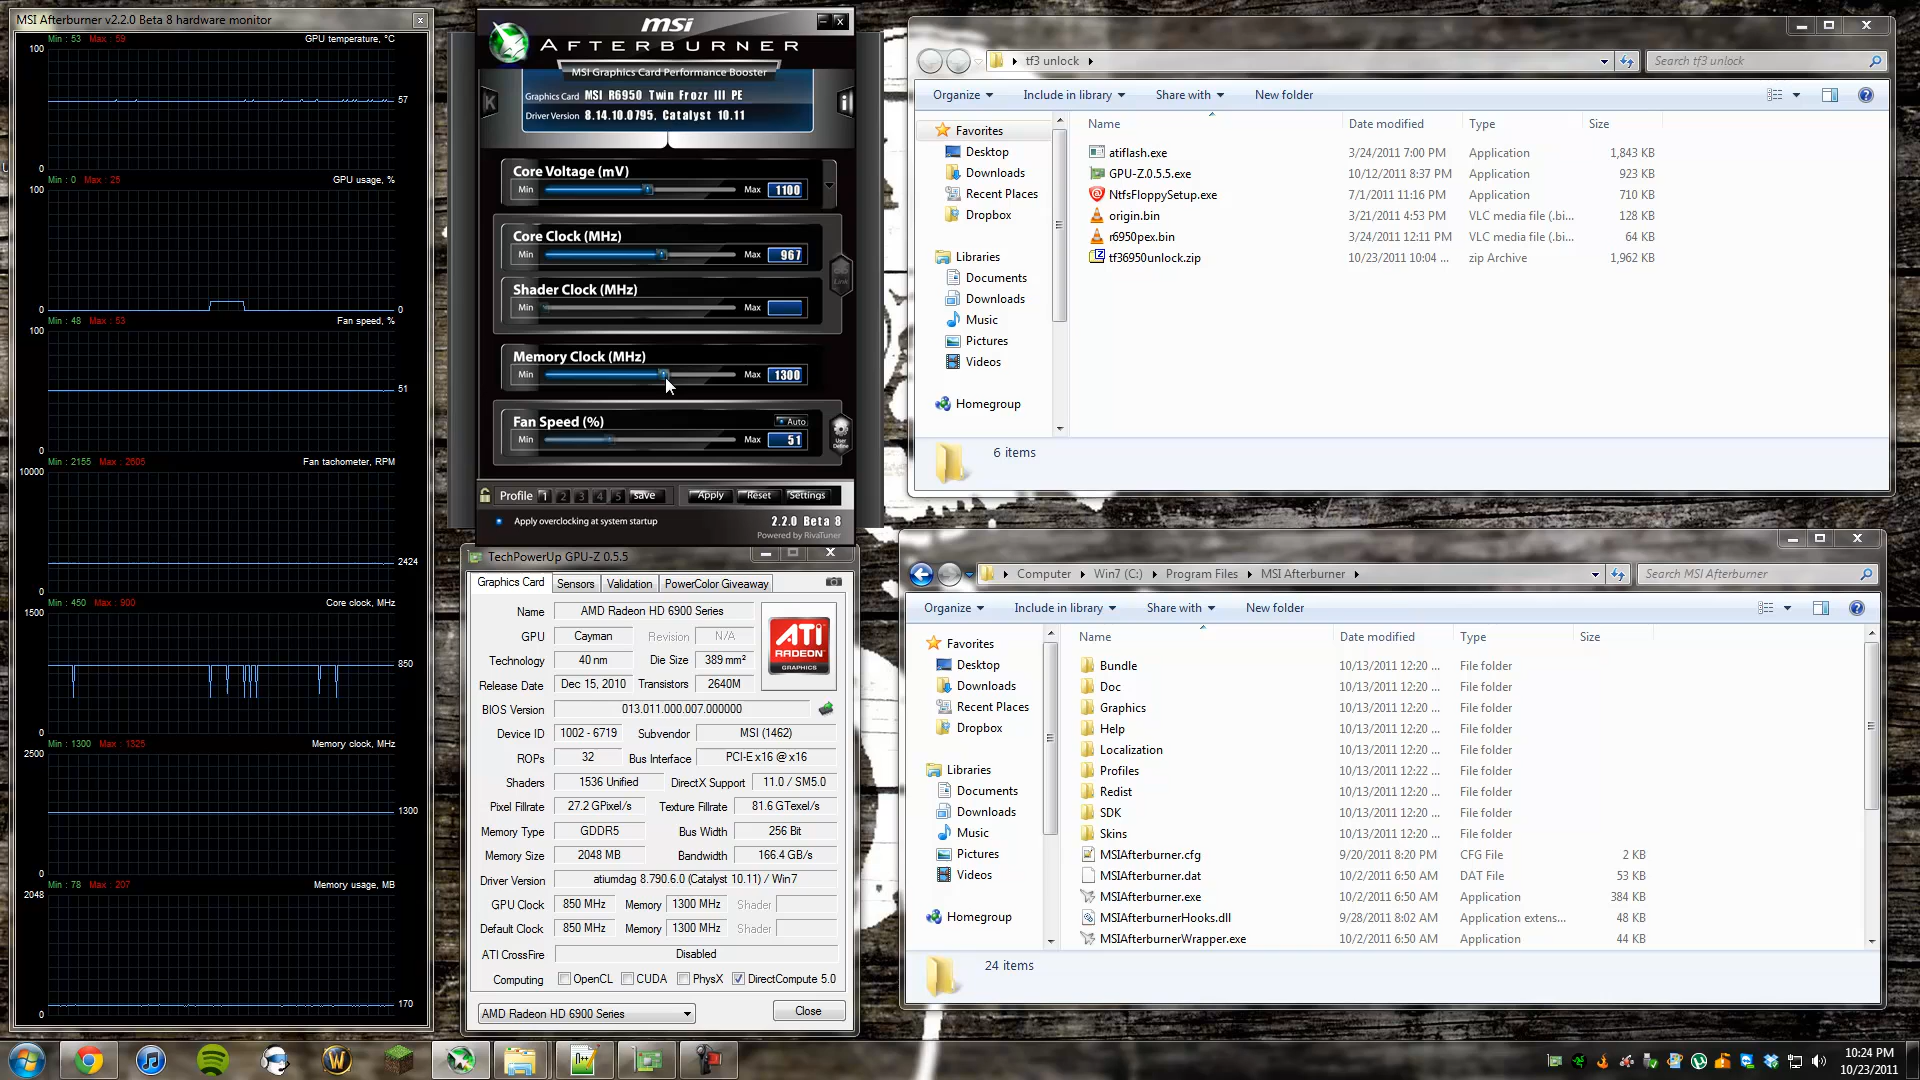 MSI Afterburner v2.2.0 Beta 8 hardware monitor
Min : 53 Max : 59 GPU temperature, °C
100
57
0
Min : 0 Max : 25 GPU usage, %
100
0
0
Min : 48 Max : 53 Fan speed, %
100
51
0
Min : 2155 Max : 2605 Fan tachometer, RPM
10000
2424
0
Min : 450 Max : 900 Core clock, MHz
1500
850
0
Min : 1300 Max : 1325 Memory clock, MHz
2500
1300
0
Min : 78 Max : 207 Memory usage, MB
2048
170
0
msi
AFTERBURNER
MSI Graphics Card Performance Booster
K
i
Graphics Card MSI R6950 Twin Frozr III PE
Driver Version 8.14.10.0795, Catalyst 10.11
Core Voltage (mV)
Min Max 1100
Core Clock (MHz)
Min Max 967
Link
Shader Clock (MHz)
Min Max
Memory Clock (MHz)
Min Max 1300
Fan Speed (%) Auto
Min Max 51
User Define
Profile 1 2 3 4 5 Save Apply Reset Settings
Apply overclocking at system startup 2.2.0 Beta 8
Powered by RivaTuner
TechPowerUp GPU-Z 0.5.5
Graphics Card Sensors Validation PowerColor Giveaway
Name AMD Radeon HD 6900 Series
GPU Cayman Revision N/A
Technology 40 nm Die Size 389 mm²
Release Date Dec 15, 2010 Transistors 2640M
ATI
RADEON
GRAPHICS
BIOS Version 013.011.000.007.000000
Device ID 1002 - 6719 Subvendor MSI (1462)
ROPs 32 Bus Interface PCI-E x16 @ x16
Shaders 1536 Unified DirectX Support 11.0 / SM5.0
Pixel Fillrate 27.2 GPixel/s Texture Fillrate 81.6 GTexel/s
Memory Type GDDR5 Bus Width 256 Bit
Memory Size 2048 MB Bandwidth 166.4 GB/s
Driver Version atiumdag 8.790.6.0 (Catalyst 10.11) / Win7
GPU Clock 850 MHz Memory 1300 MHz Shader
Default Clock 850 MHz Memory 1300 MHz Shader
ATI CrossFire Disabled
Computing OpenCL CUDA PhysX DirectCompute 5.0
AMD Radeon HD 6900 Series Close
tf3 unlock Search tf3 unlock
Organize Include in library Share with New folder
Favorites
Desktop
Downloads
Recent Places
Dropbox
Libraries
Documents
Downloads
Music
Pictures
Videos
Homegroup
Name Date modified Type Size
atiflash.exe 3/24/2011 7:00 PM Application 1,843 KB
GPU-Z.0.5.5.exe 10/12/2011 8:37 PM Application 923 KB
NtfsFloppySetup.exe 7/1/2011 11:16 PM Application 710 KB
origin.bin 3/21/2011 4:53 PM VLC media file (.bi... 128 KB
r6950pex.bin 3/24/2011 12:11 PM VLC media file (.bi... 64 KB
tf36950unlock.zip 10/23/2011 10:04 ... zip Archive 1,962 KB
6 items
Computer Win7 (C:) Program Files MSI Afterburner Search MSI Afterburner
Organize Include in library Share with New folder
Favorites
Desktop
Downloads
Recent Places
Dropbox
Libraries
Documents
Downloads
Music
Pictures
Videos
Homegroup
Name Date modified Type Size
Bundle 10/13/2011 12:20 ... File folder
Doc 10/13/2011 12:20 ... File folder
Graphics 10/13/2011 12:20 ... File folder
Help 10/13/2011 12:20 ... File folder
Localization 10/13/2011 12:20 ... File folder
Profiles 10/13/2011 12:22 ... File folder
Redist 10/13/2011 12:20 ... File folder
SDK 10/13/2011 12:20 ... File folder
Skins 10/13/2011 12:20 ... File folder
MSIAfterburner.cfg 9/20/2011 8:20 PM CFG File 2 KB
MSIAfterburner.dat 10/2/2011 6:50 AM DAT File 53 KB
MSIAfterburner.exe 10/2/2011 6:50 AM Application 384 KB
MSIAfterburnerHooks.dll 9/28/2011 8:02 AM Application extens... 48 KB
MSIAfterburnerWrapper.exe 10/2/2011 6:50 AM Application 44 KB
24 items
10:24 PM
10/23/2011